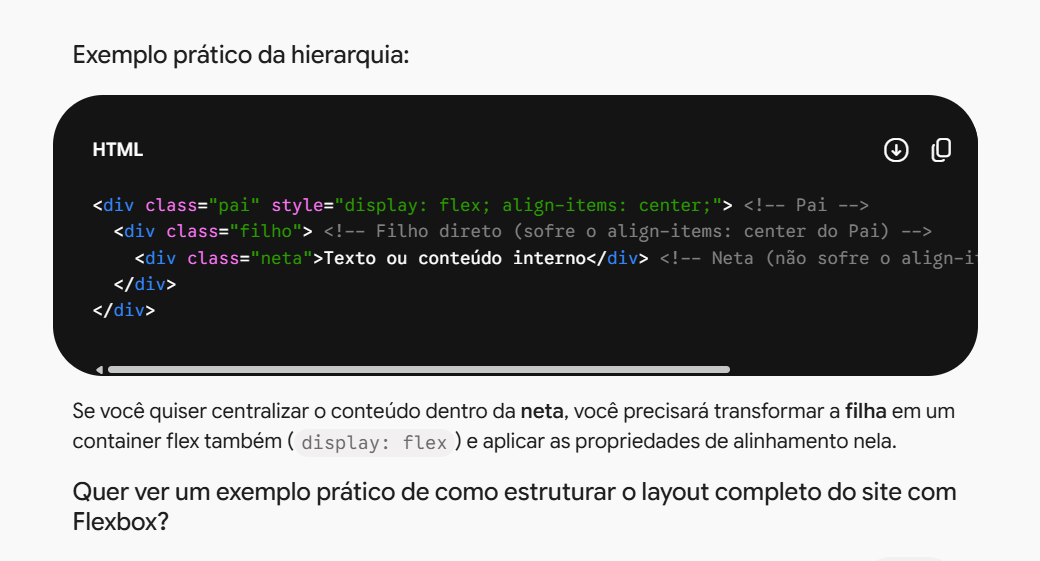 Exemplo prático da hierarquia:
HTML
<div class="pai" style="display: flex; align-items: center;"> <!-- Pai -->
  <div class="filho"> <!-- Filho direto (sofre o align-items: center do Pai) -->
    <div class="neta">Texto ou conteúdo interno</div> <!-- Neta (não sofre o align-it
  </div>
</div>
Se você quiser centralizar o conteúdo dentro da neta, você precisará transformar a filha em um
container flex também ( display: flex ) e aplicar as propriedades de alinhamento nela.
Quer ver um exemplo prático de como estruturar o layout completo do site com
Flexbox?